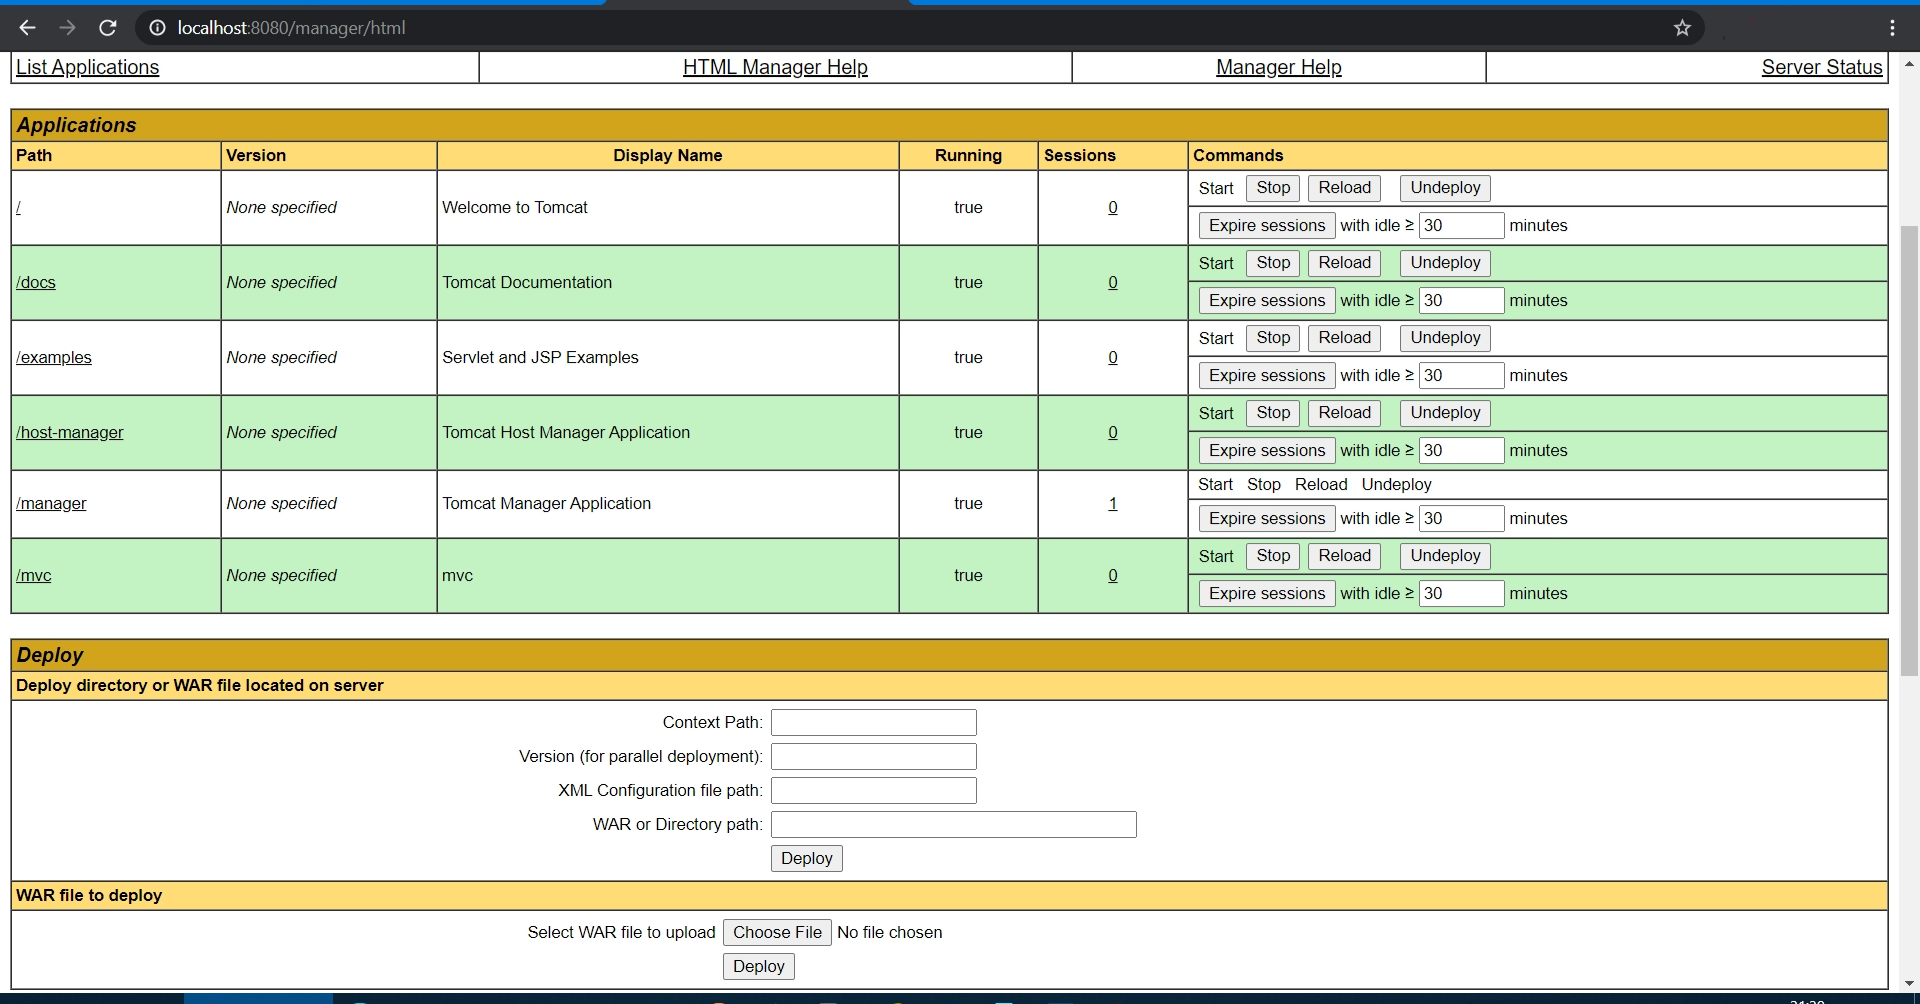 localhost:8080/manager/html
List Applications HTML Manager Help Manager Help Server Status
Applications
Path Version Display Name Running Sessions Commands
/ None specified Welcome to Tomcat true 0 Start Stop Reload Undeploy
Expire sessions with idle ≥ 30 minutes
/docs None specified Tomcat Documentation true 0 Start Stop Reload Undeploy
Expire sessions with idle ≥ 30 minutes
/examples None specified Servlet and JSP Examples true 0 Start Stop Reload Undeploy
Expire sessions with idle ≥ 30 minutes
/host-manager None specified Tomcat Host Manager Application true 0 Start Stop Reload Undeploy
Expire sessions with idle ≥ 30 minutes
/manager None specified Tomcat Manager Application true 1 Start Stop Reload Undeploy
Expire sessions with idle ≥ 30 minutes
/mvc None specified mvc true 0 Start Stop Reload Undeploy
Expire sessions with idle ≥ 30 minutes
Deploy
Deploy directory or WAR file located on server
Context Path:
Version (for parallel deployment):
XML Configuration file path:
WAR or Directory path:
Deploy
WAR file to deploy
Select WAR file to upload Choose File No file chosen
Deploy